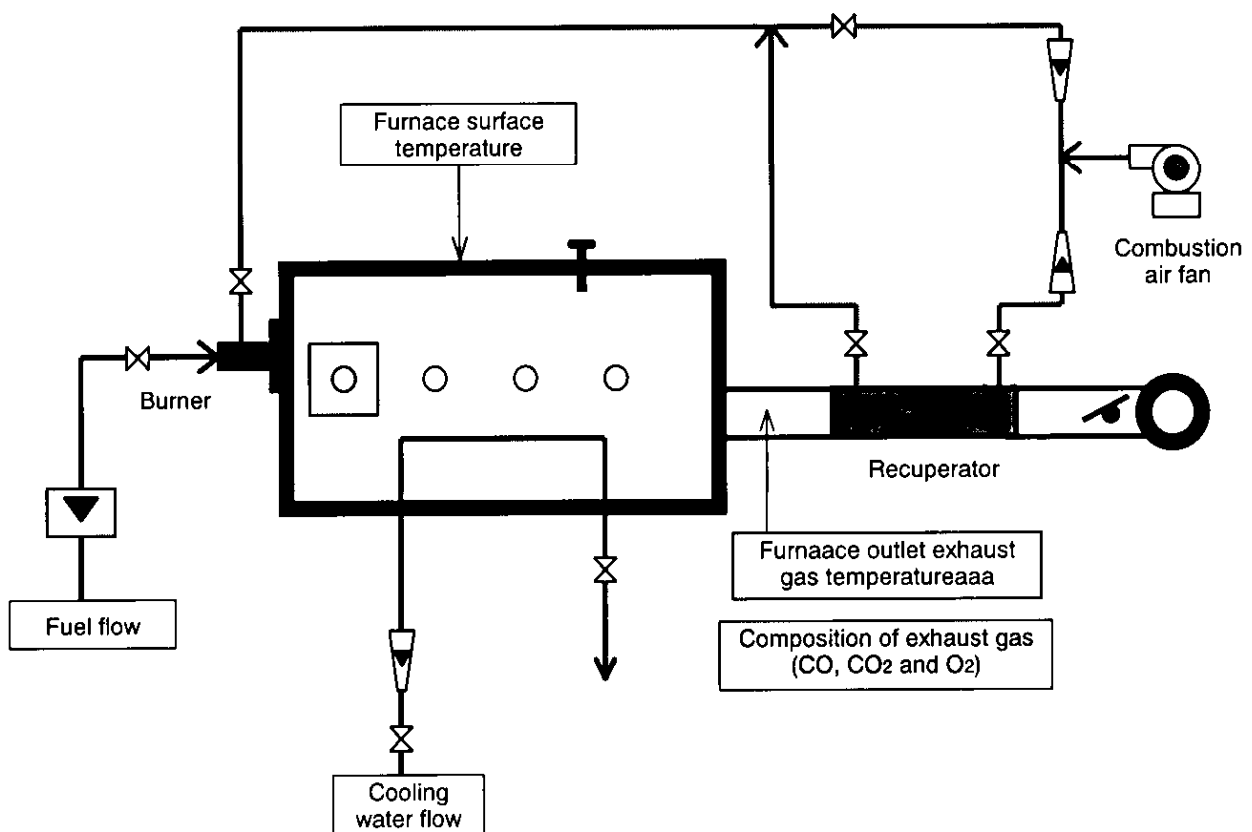 Furnace surface
temperature
Combustion
air fan
Burner
Recuperator
Furnaace outlet exhaust
gas temperatureaaa
Fuel flow
Composition of exhaust gas
(CO, CO2 and O2)
Cooling
water flow